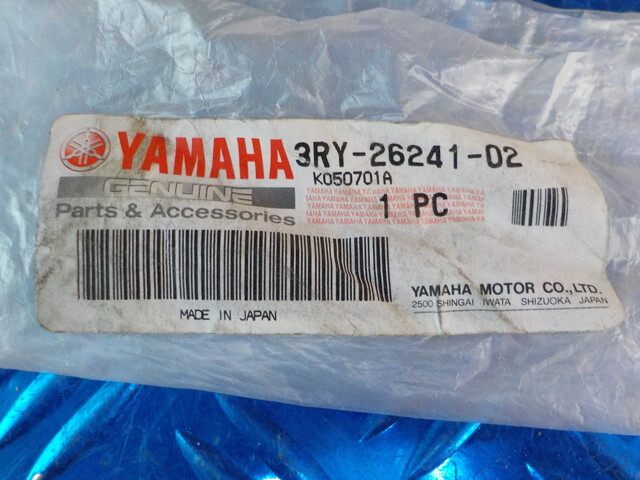 YAMAHA 3RY-26241-02
GENUINE K050701A
Parts & Accessories 1 PC
YAMAHA MOTOR CO.,LTD.
2500 SHINGAI IWATA SHIZUOKA JAPAN
MADE IN JAPAN